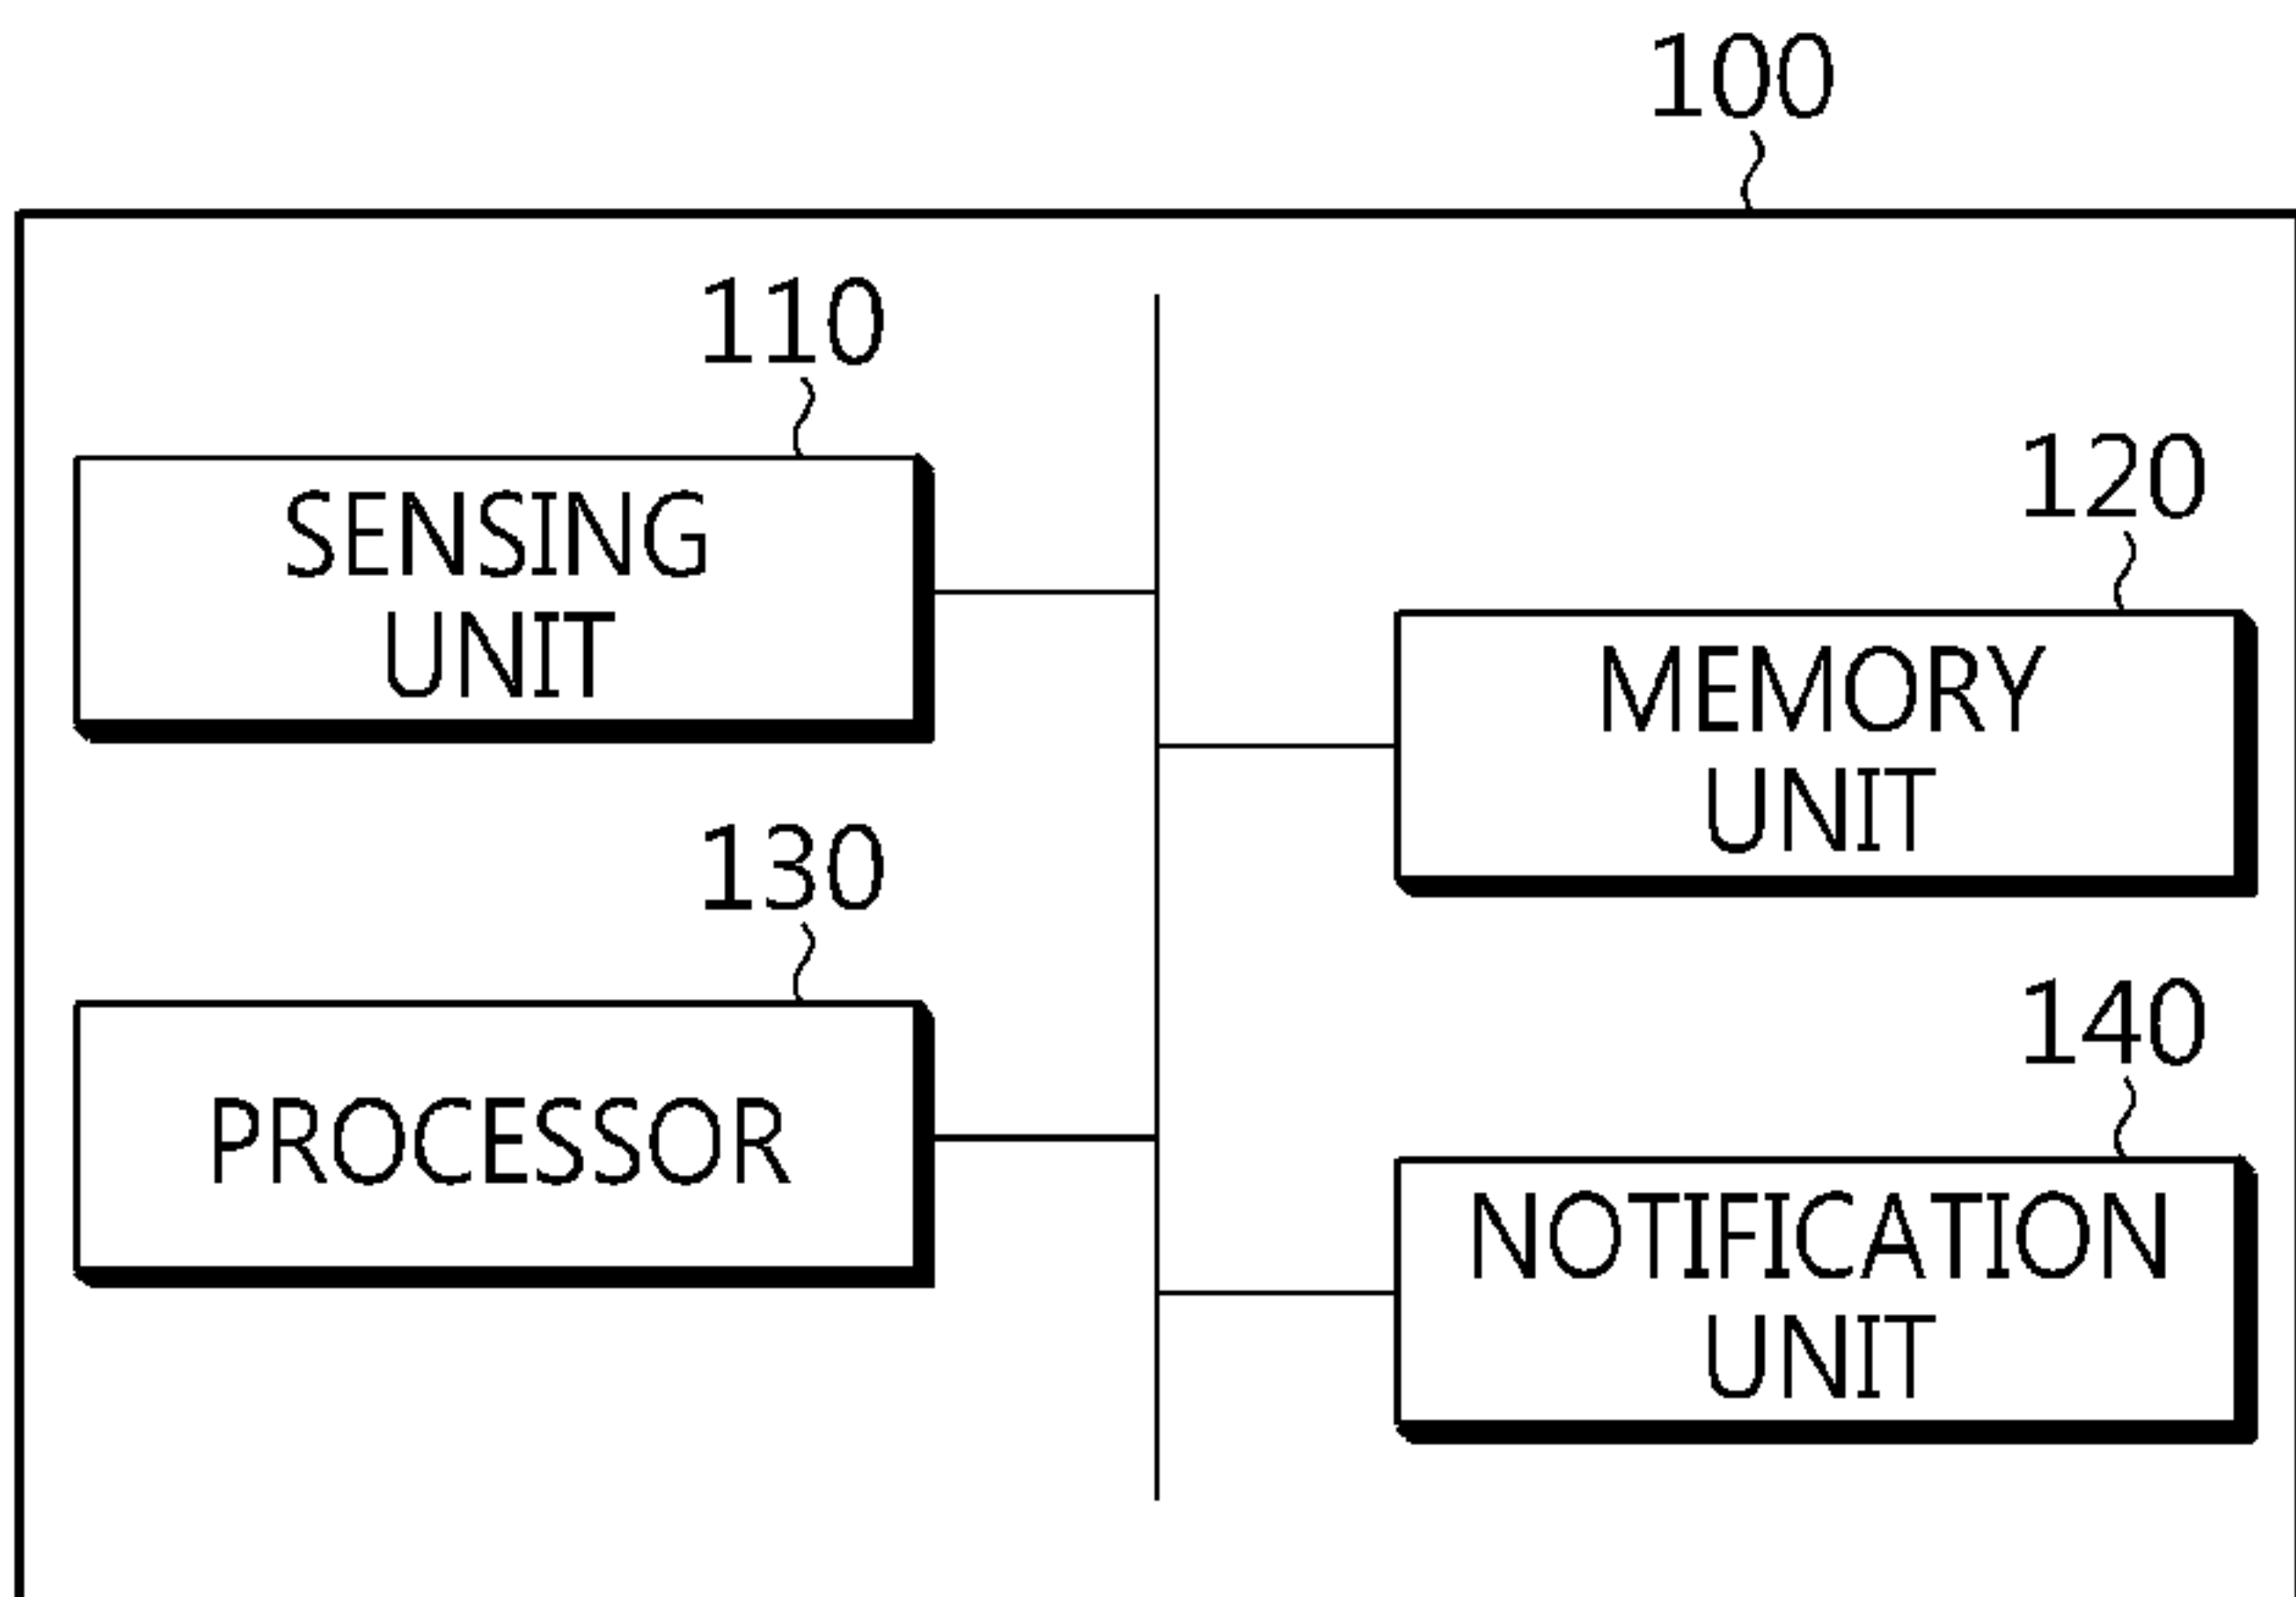 100
110
SENSING
UNIT
120
MEMORY
UNIT
130
PROCESSOR
140
NOTIFICATION
UNIT